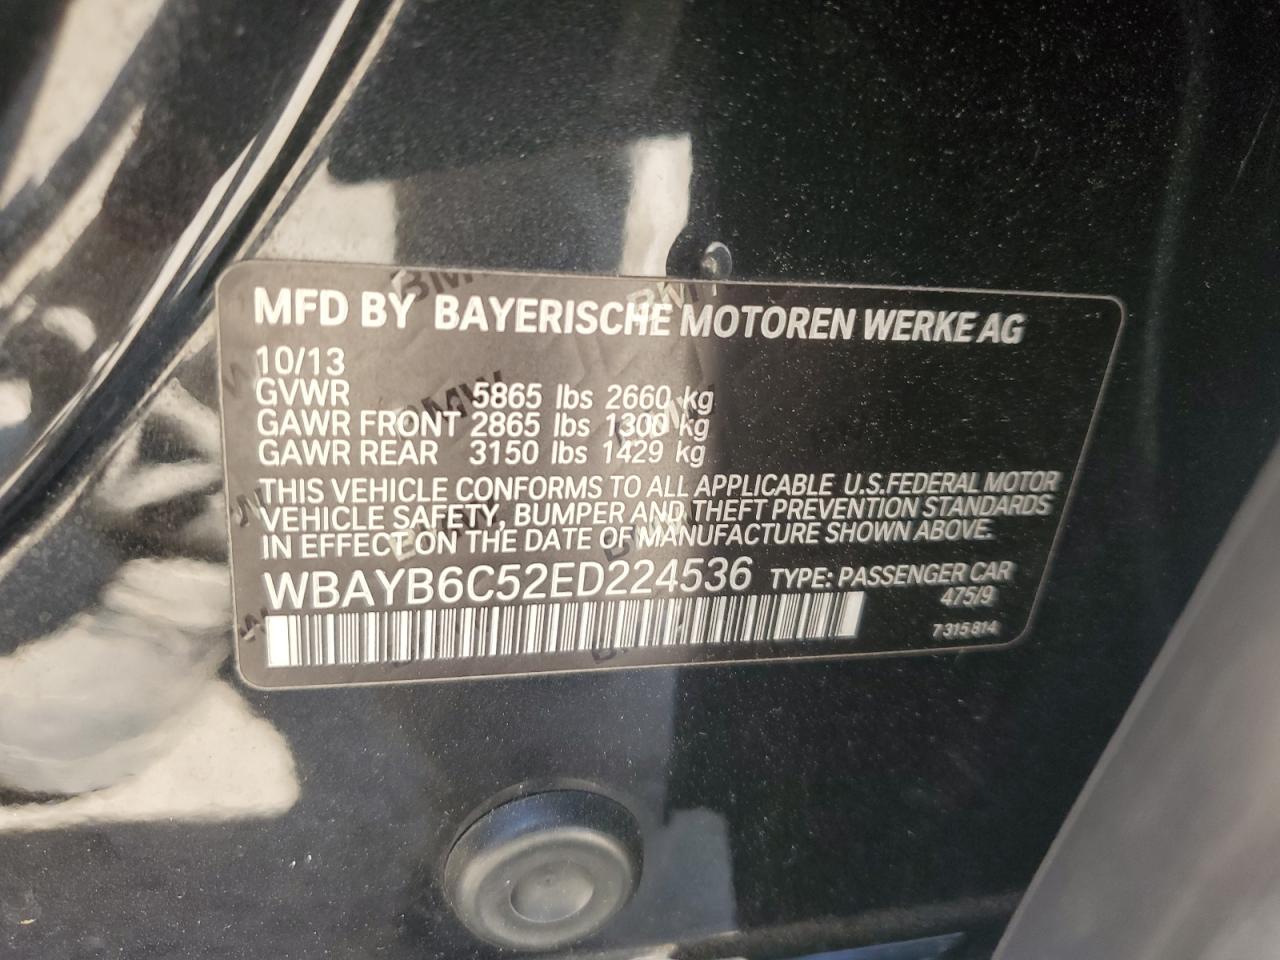 MFD BY BAYERISCHE MOTOREN WERKE AG
10/13
GVWR 5865 lbs 2660 kg
GAWR FRONT 2865 lbs 1300 kg
GAWR REAR 3150 lbs 1429 kg
THIS VEHICLE CONFORMS TO ALL APPLICABLE U.S.FEDERAL MOTOR
VEHICLE SAFETY, BUMPER AND THEFT PREVENTION STANDARDS
IN EFFECT ON THE DATE OF MANUFACTURE SHOWN ABOVE.
WBAYB6C52ED224536 TYPE: PASSENGER CAR
475/9
7 315 814